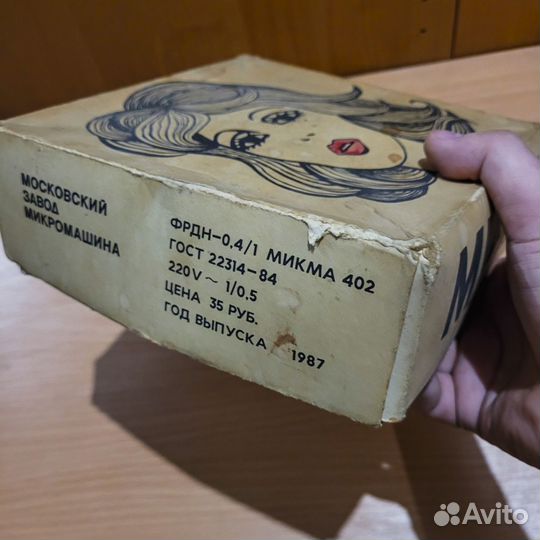 МОСКОВСКИЙ
ЗАВОД
МИКРОМАШИНА
ФРДН-0,4/1 МИКМА 402
ГОСТ 22314-84
220V ~ 1/0.5
ЦЕНА 35 РУБ.
ГОД ВЫПУСКА 1987
Avito